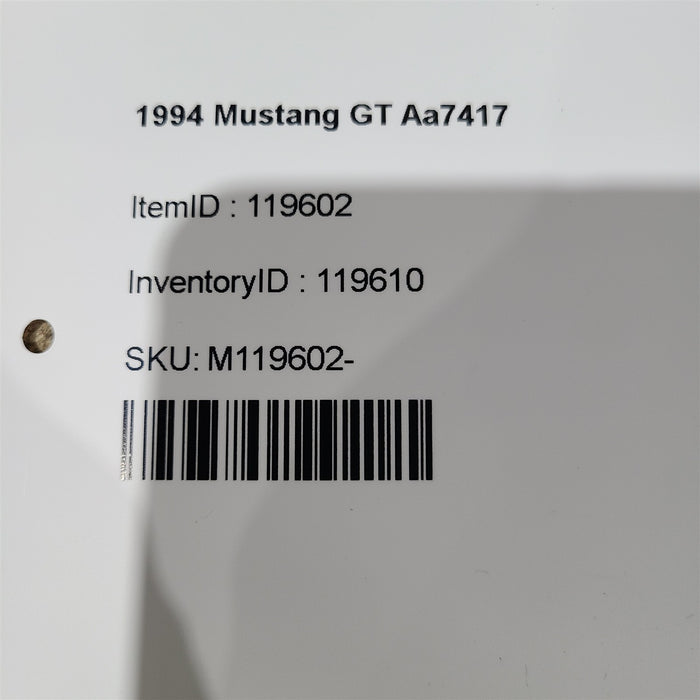 1994 Mustang GT Aa7417
ItemID : 119602
InventoryID : 119610
SKU: M119602-